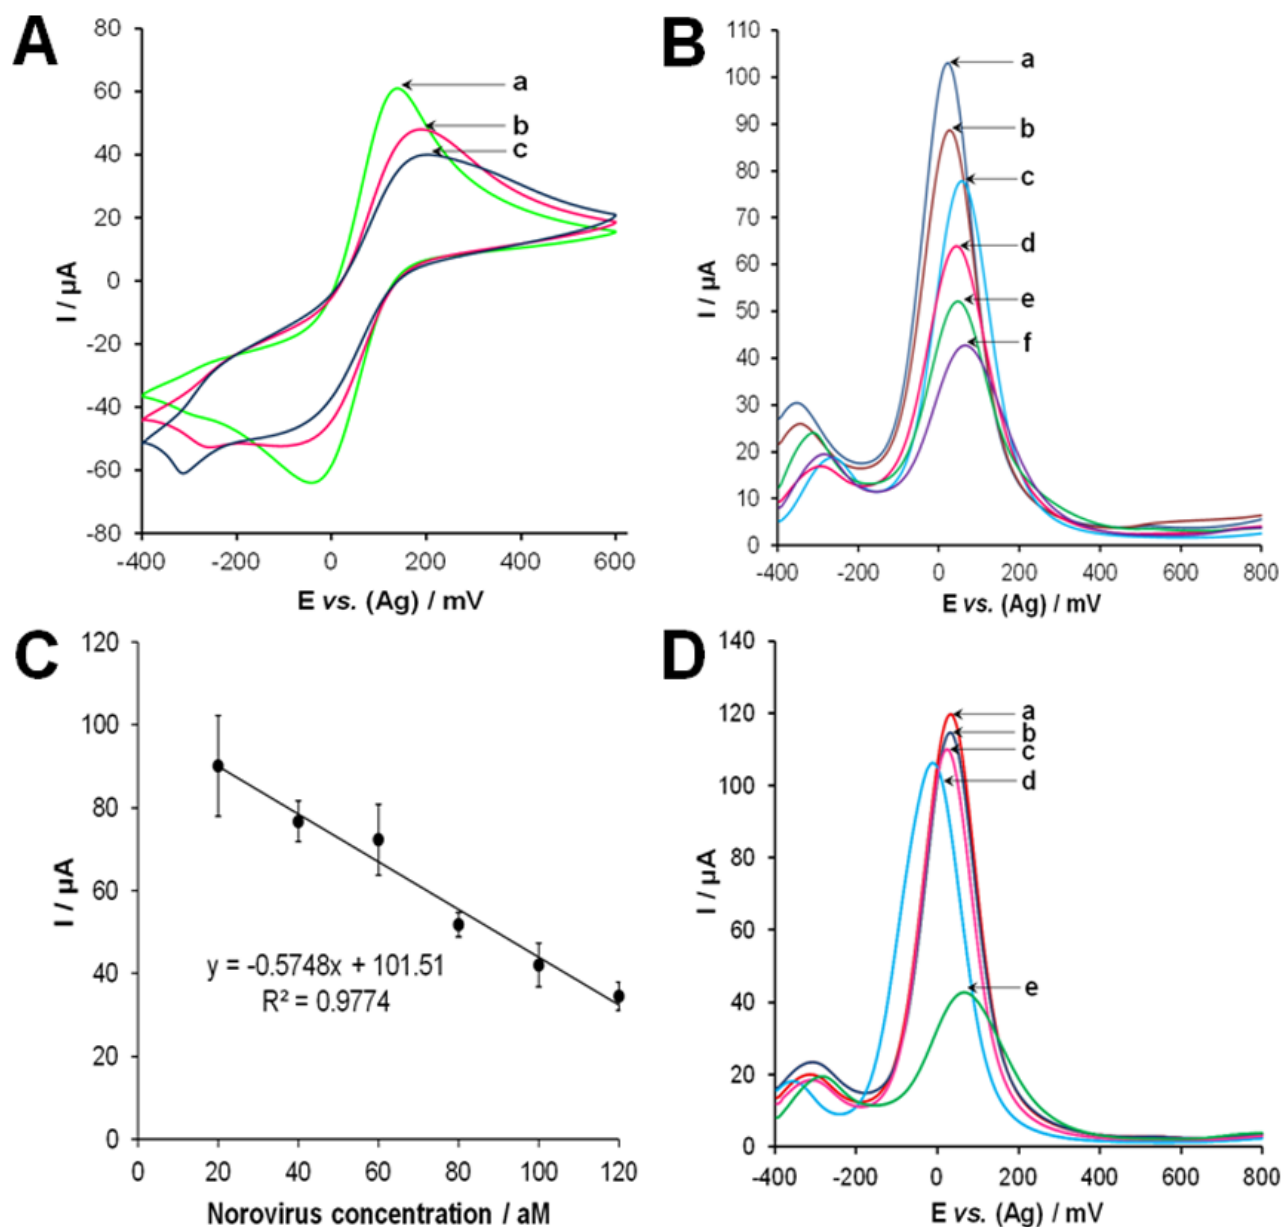 A
80
60
40
20
0
-20
-40
-60
-80
I / µA
-400 -200 0 200 400 600
E vs. (Ag) / mV
a
b
c
B
110
100
90
80
70
60
50
40
30
20
10
0
I / µA
-400 -200 0 200 400 600 800
E vs. (Ag) / mV
a
b
c
d
e
f
C
120
100
80
60
40
20
0
I / µA
y = -0.5748x + 101.51
R² = 0.9774
0 20 40 60 80 100 120
Norovirus concentration / aM
D
140
120
100
80
60
40
20
0
I / µA
-400 -200 0 200 400 600 800
E vs. (Ag) / mV
a
b
c
d
e